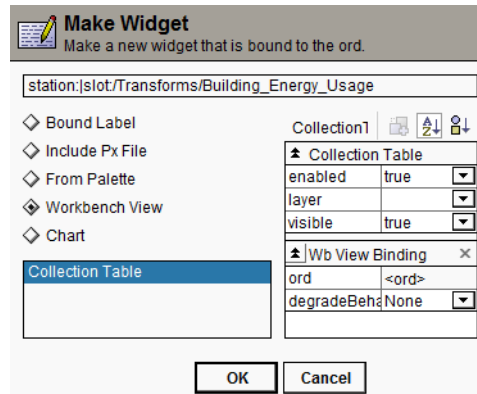 Make Widget
Make a new widget that is bound to the ord.
station:|slot:/Transforms/Building_Energy_Usage
Bound Label
Include Px File
From Palette
Workbench View
Chart
Collection Table
Collection
Collection Table
enabled true
layer
visible true
Wb View Binding
ord <ord>
degradeBeha None
OK Cancel